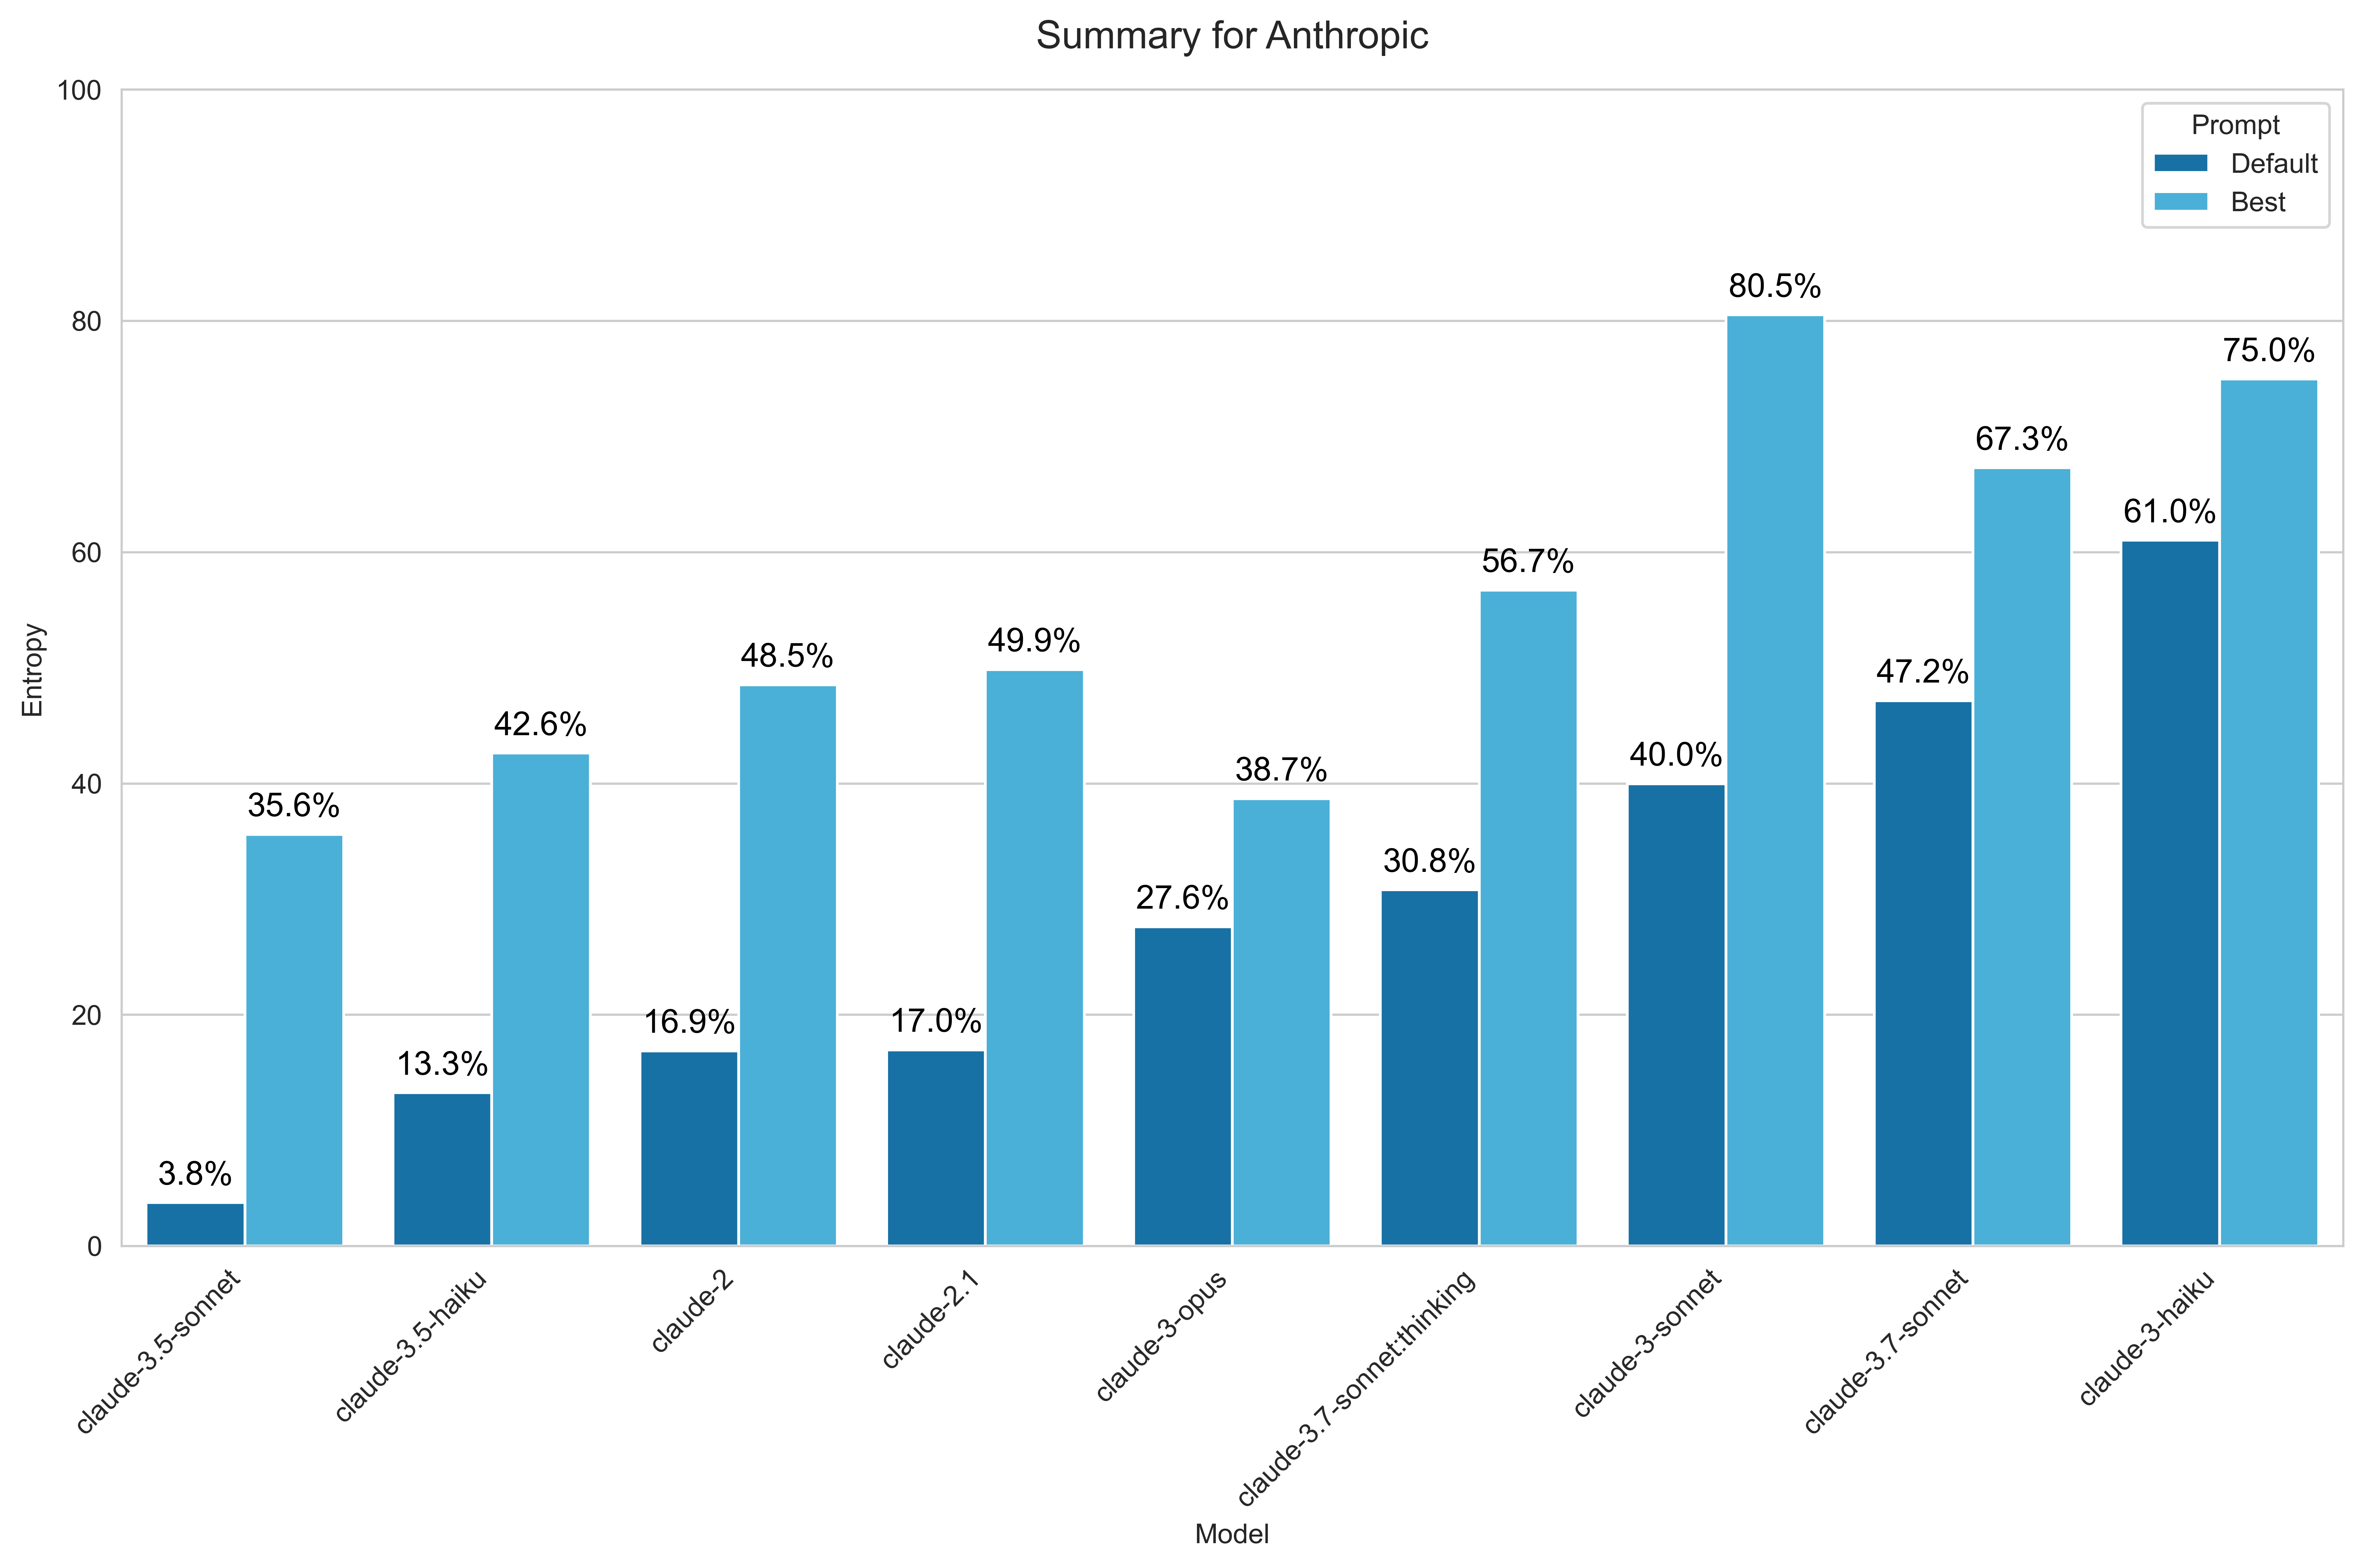 Summary for Anthropic
100
80
60
40
20
0
Entropy
Prompt
Default
Best
3.8%
35.6%
13.3%
42.6%
16.9%
48.5%
17.0%
49.9%
27.6%
38.7%
30.8%
56.7%
40.0%
80.5%
47.2%
67.3%
61.0%
75.0%
claude-3.5-sonnet
claude-3.5-haiku
claude-2
claude-2.1
claude-3-opus
claude-3.7-sonnet:thinking
claude-3-sonnet
claude-3.7-sonnet
claude-3-haiku
Model